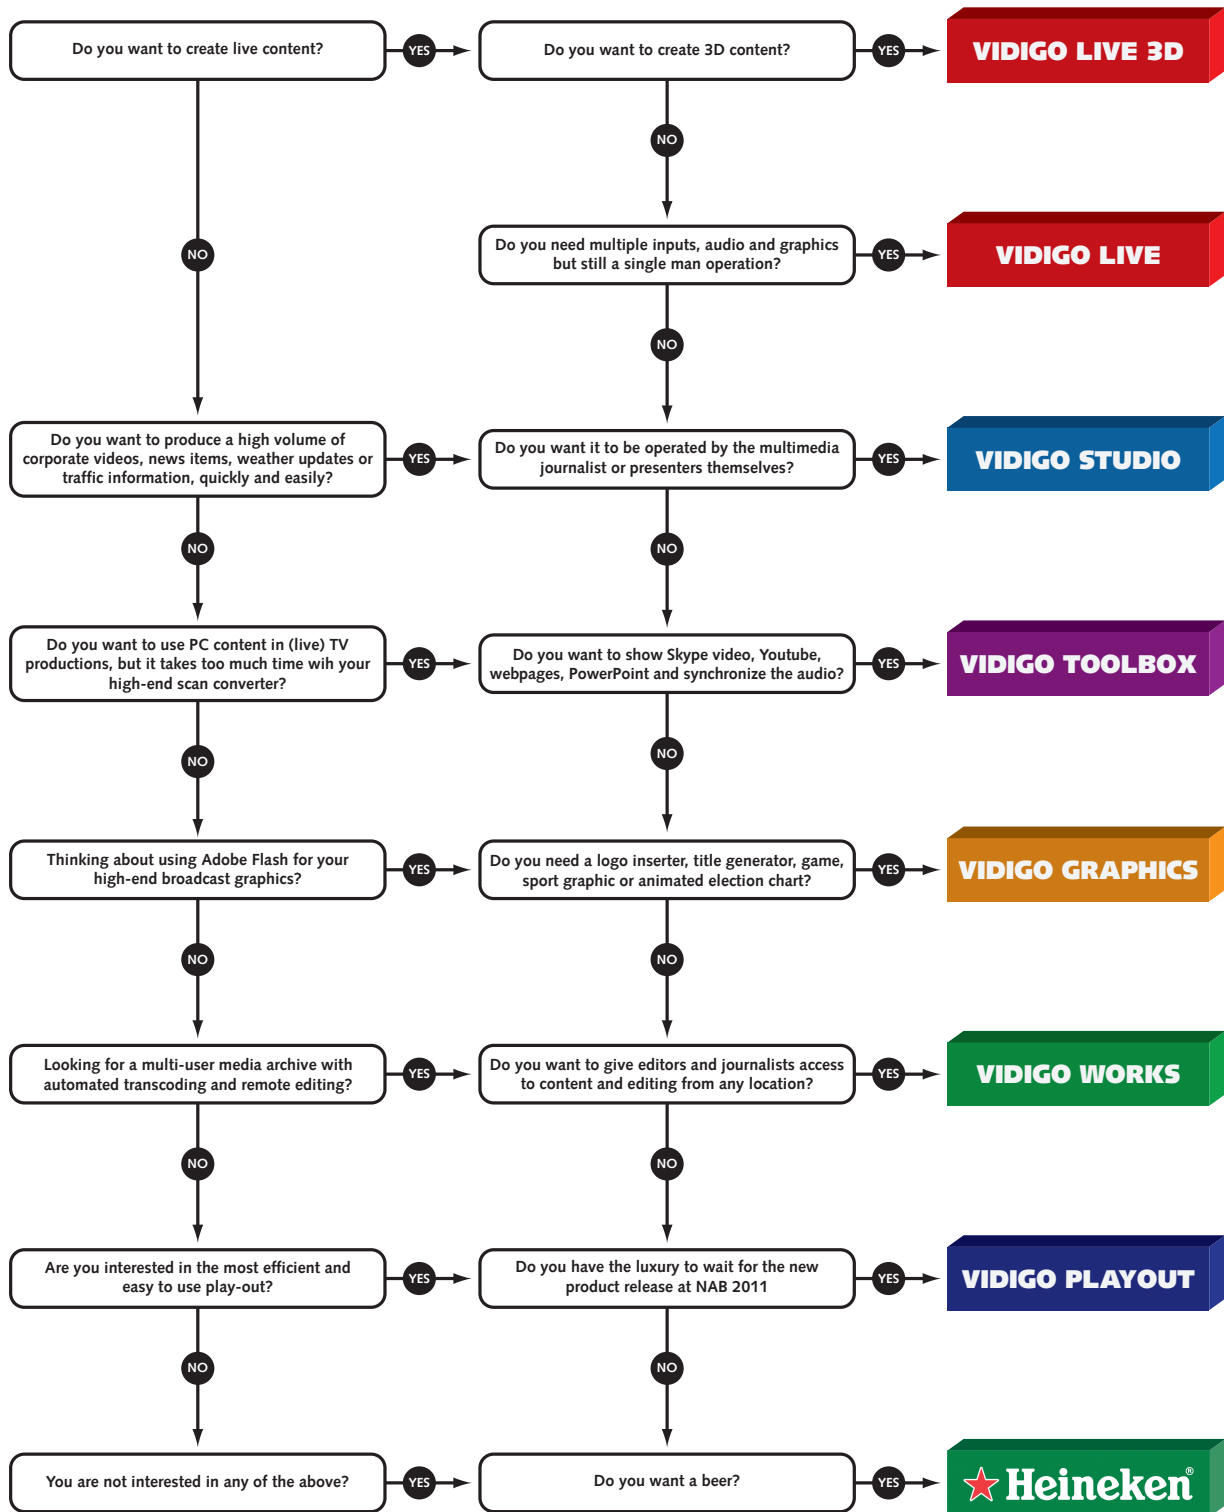 Do you want to create live content?
YES
Do you want to create 3D content?
YES
VIDIGO LIVE 3D
NO
NO
Do you need multiple inputs, audio and graphics
but still a single man operation?
YES
VIDIGO LIVE
NO
Do you want to produce a high volume of
corporate videos, news items, weather updates or
traffic information, quickly and easily?
YES
Do you want it to be operated by the multimedia
journalist or presenters themselves?
YES
VIDIGO STUDIO
NO
NO
Do you want to use PC content in (live) TV
productions, but it takes too much time wih your
high-end scan converter?
YES
Do you want to show Skype video, Youtube,
webpages, PowerPoint and synchronize the audio?
YES
VIDIGO TOOLBOX
NO
NO
Thinking about using Adobe Flash for your
high-end broadcast graphics?
YES
Do you need a logo inserter, title generator, game,
sport graphic or animated election chart?
YES
VIDIGO GRAPHICS
NO
NO
Looking for a multi-user media archive with
automated transcoding and remote editing?
YES
Do you want to give editors and journalists access
to content and editing from any location?
YES
VIDIGO WORKS
NO
NO
Are you interested in the most efficient and
easy to use play-out?
YES
Do you have the luxury to wait for the new
product release at NAB 2011
YES
VIDIGO PLAYOUT
NO
NO
You are not interested in any of the above?
YES
Do you want a beer?
YES
Heineken®